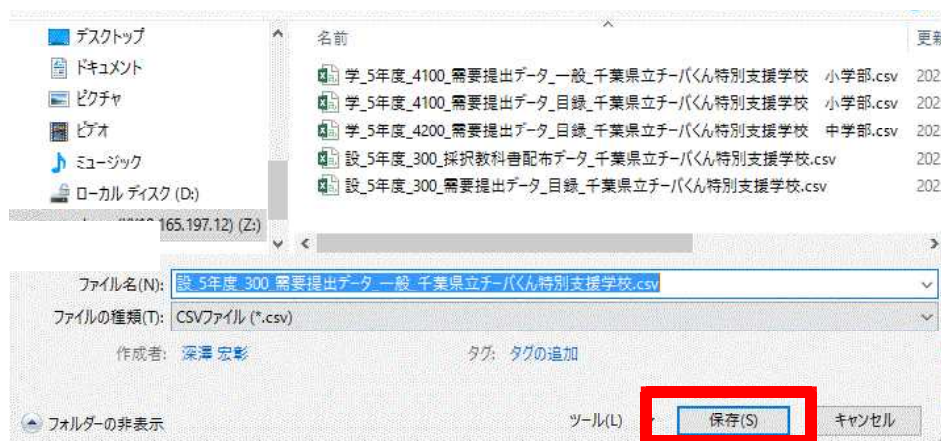 デスクトップ
ドキュメント
ピクチャ
ビデオ
ミュージック
ローカル ディスク (D:)
165.197.12) (Z:)
名前
更新
学_5年度_4100_需要提出データ_一般_千葉県立チーバくん特別支援学校　小学部.csv 202
学_5年度_4100_需要提出データ_目録_千葉県立チーバくん特別支援学校　小学部.csv 202
学_5年度_4200_需要提出データ_目録_千葉県立チーバくん特別支援学校　中学部.csv 202
設_5年度_300_採択教科書配布データ_千葉県立チーバくん特別支援学校.csv 202
設_5年度_300_需要提出データ_目録_千葉県立チーバくん特別支援学校.csv 202
ファイル名(N): 設_5年度_300_需要提出データ_一般_千葉県立チーバくん特別支援学校.csv
ファイルの種類(T): CSVファイル (*.csv)
作成者: 深澤 宏彰 タグ: タグの追加
フォルダーの非表示 ツール(L) 保存(S) キャンセル